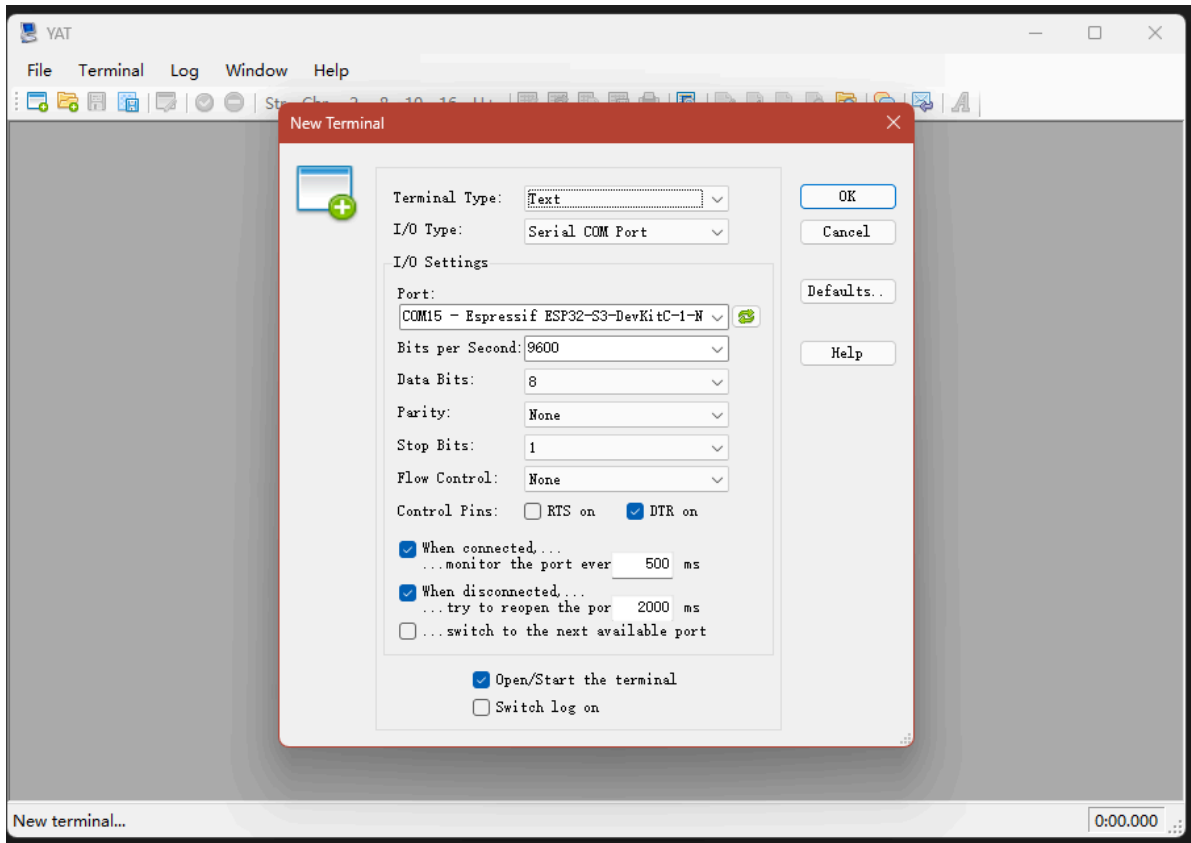 YAT
File Terminal Log Window Help
New Terminal
Terminal Type: Text
OK
I/O Type: Serial COM Port
Cancel
I/O Settings
Defaults..
Port:
COM15 - Espressif ESP32-S3-DevKitC-1-N
Bits per Second: 9600
Help
Data Bits: 8
Parity: None
Stop Bits: 1
Flow Control: None
Control Pins: RTS on DTR on
When connected,...
...monitor the port ever 500 ms
When disconnected,...
...try to reopen the por 2000 ms
...switch to the next available port
Open/Start the terminal
Switch log on
New terminal... 0:00.000